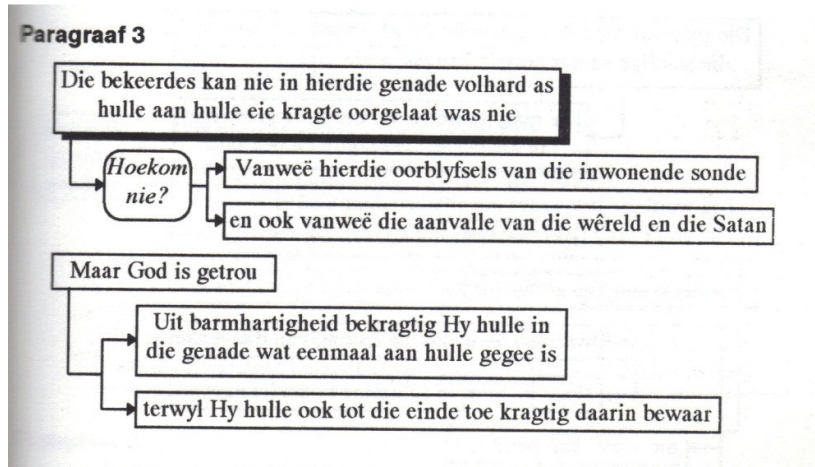 Paragraaf 3
Die bekeerdes kan nie in hierdie genade volhard as
hulle aan hulle eie kragte oorgelaat was nie
Hoekom
nie?
Vanweë hierdie oorblyfsels van die inwonende sonde
en ook vanweë die aanvalle van die wêreld en die Satan
Maar God is getrou
Uit barmhartigheid bekragtig Hy hulle in
die genade wat eenmaal aan hulle gegee is
terwyl Hy hulle ook tot die einde toe kragtig daarin bewaar